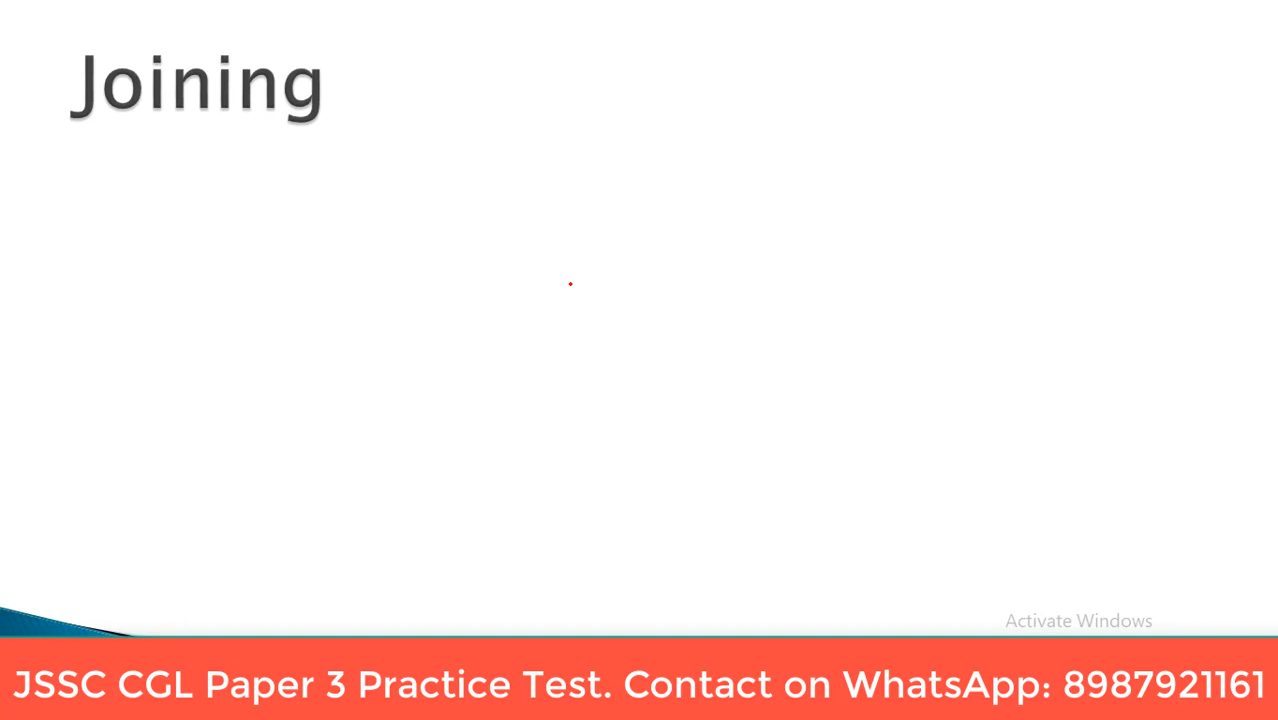 Joining
Activate Windows
JSSC CGL Paper 3 Practice Test. Contact on WhatsApp: 8987921161